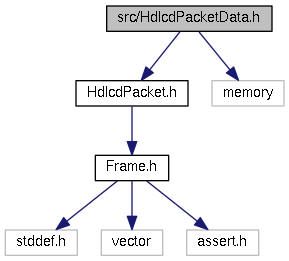 src/HdlcdPacketData.h
HdlcdPacket.h
memory
Frame.h
stddef.h
vector
assert.h